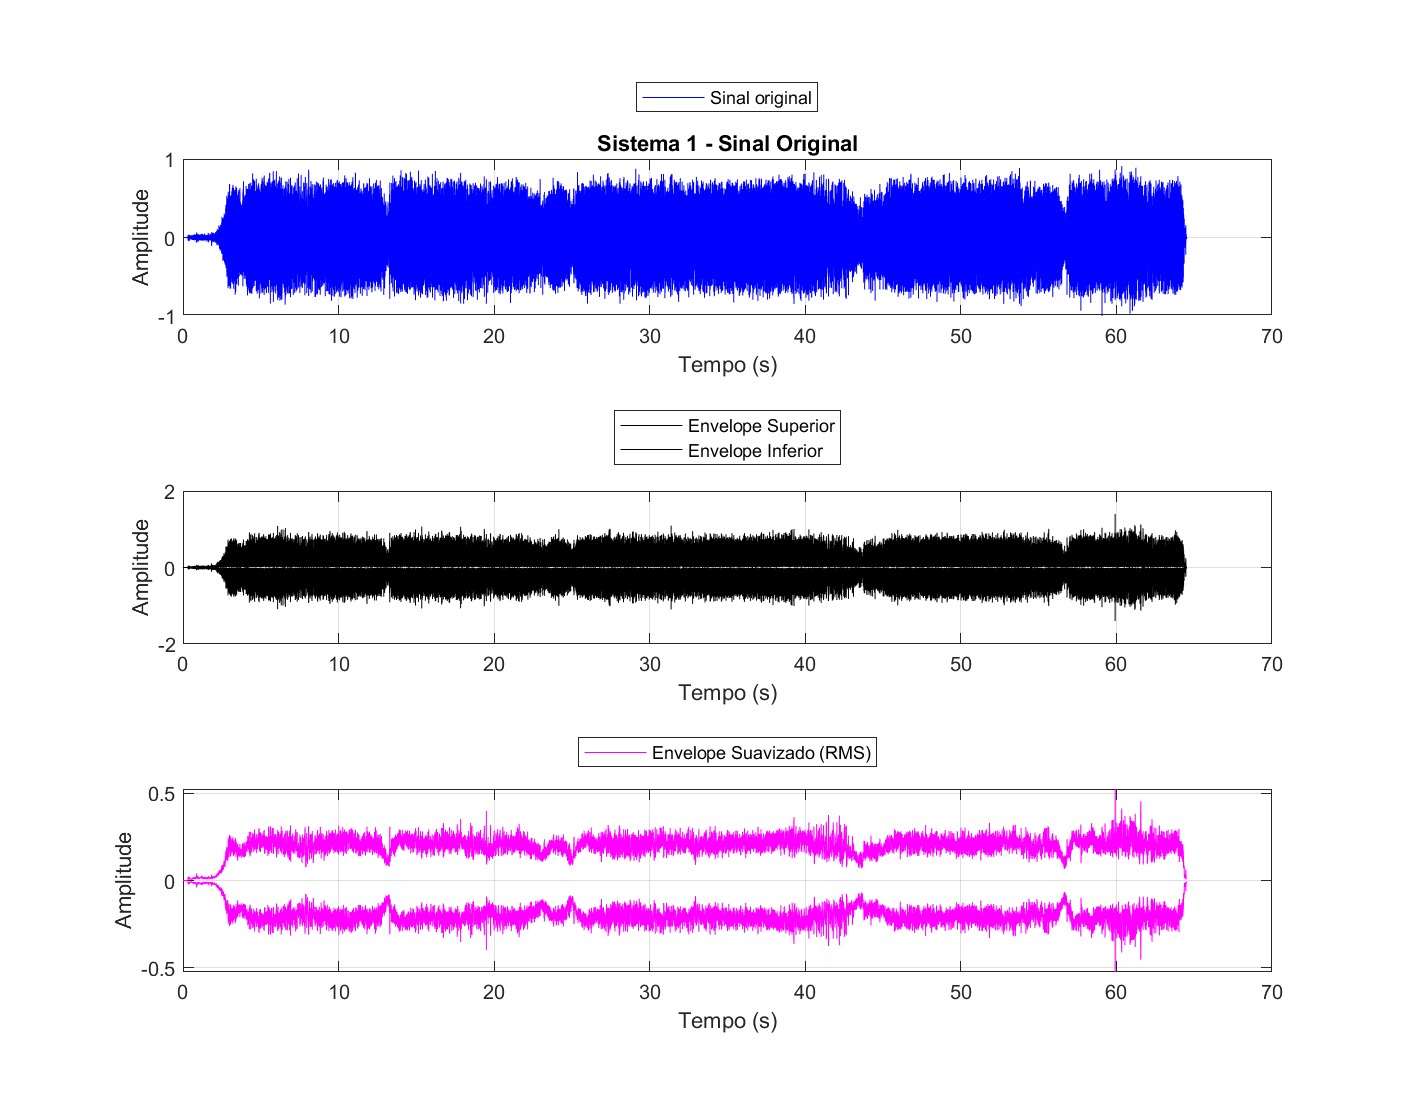 Sinal original
Sistema 1 - Sinal Original
1
0
-1
Amplitude
0 10 20 30 40 50 60 70
Tempo (s)
Envelope Superior
Envelope Inferior
2
0
-2
Amplitude
0 10 20 30 40 50 60 70
Tempo (s)
Envelope Suavizado (RMS)
0.5
0
-0.5
Amplitude
0 10 20 30 40 50 60 70
Tempo (s)